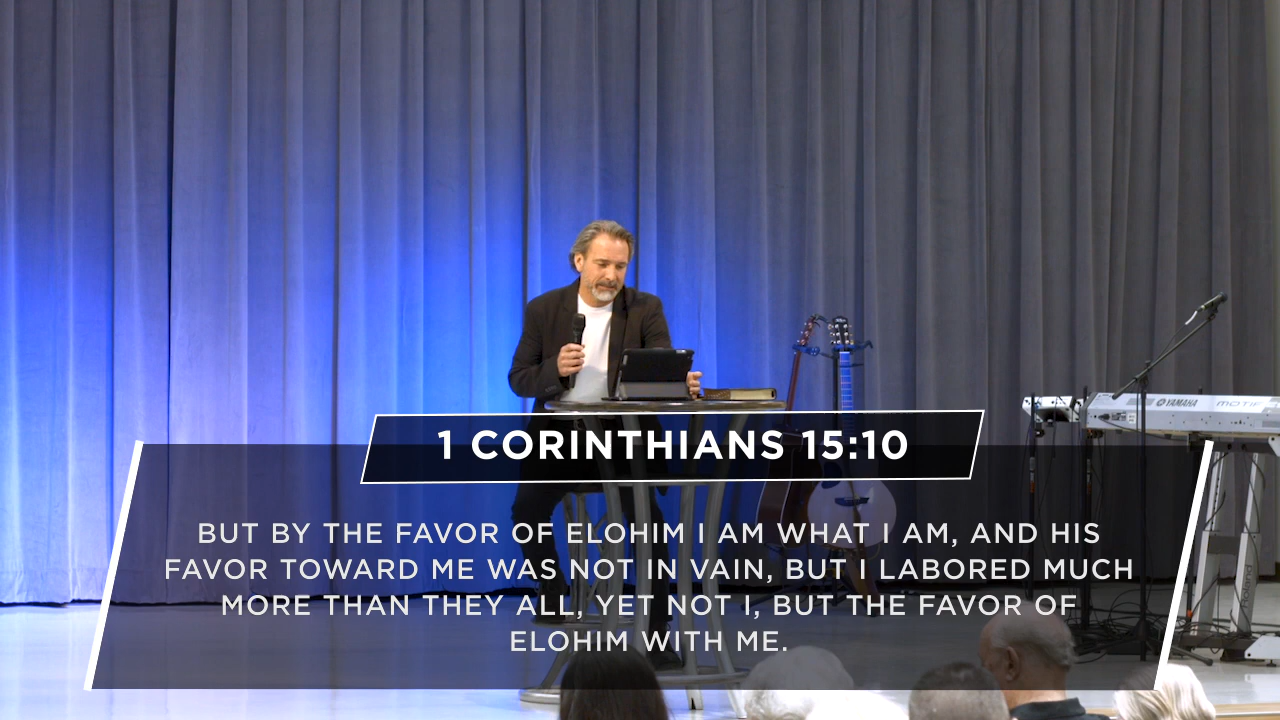 1 CORINTHIANS 15:10
BUT BY THE FAVOR OF ELOHIM I AM WHAT I AM, AND HIS
FAVOR TOWARD ME WAS NOT IN VAIN, BUT I LABORED MUCH
MORE THAN THEY ALL, YET NOT I, BUT THE FAVOR OF
ELOHIM WITH ME.
YAMAHA MOTIF